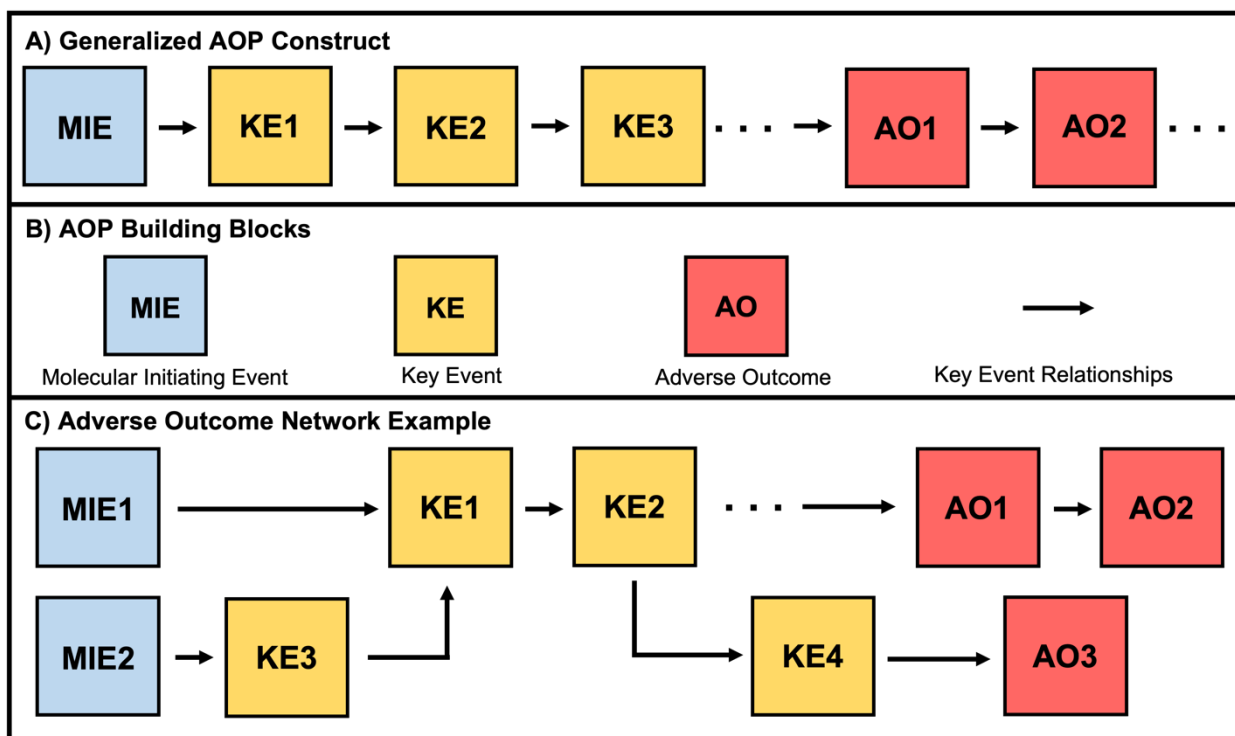 A) Generalized AOP Construct
MIE KE1 KE2 KE3 . . . AO1 AO2 . . .
B) AOP Building Blocks
MIE KE AO
Molecular Initiating Event Key Event Adverse Outcome Key Event Relationships
C) Adverse Outcome Network Example
MIE1 KE1 KE2 . . . AO1 AO2
MIE2 KE3 KE4 AO3